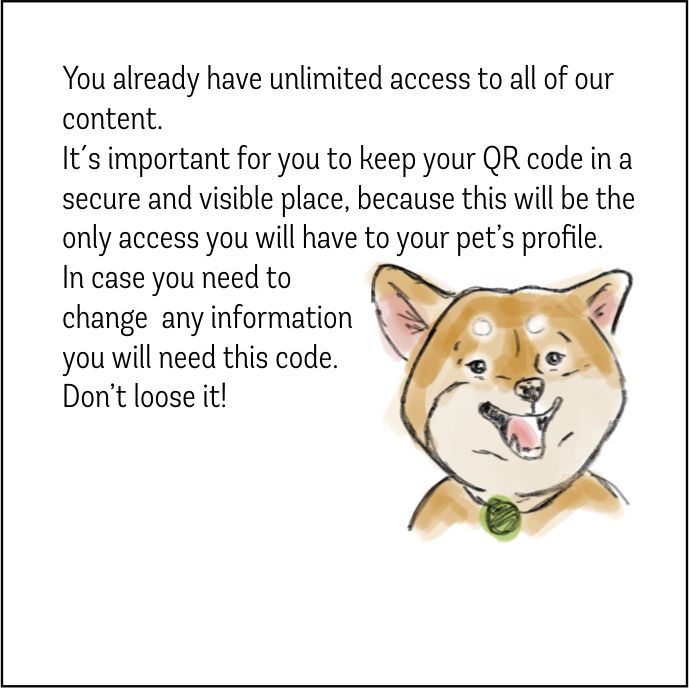 You already have unlimited access to all of our
content.
It´s important for you to keep your QR code in a
secure and visible place, because this will be the
only access you will have to your pet’s profile.
In case you need to
change  any information
you will need this code.
Don’t loose it!